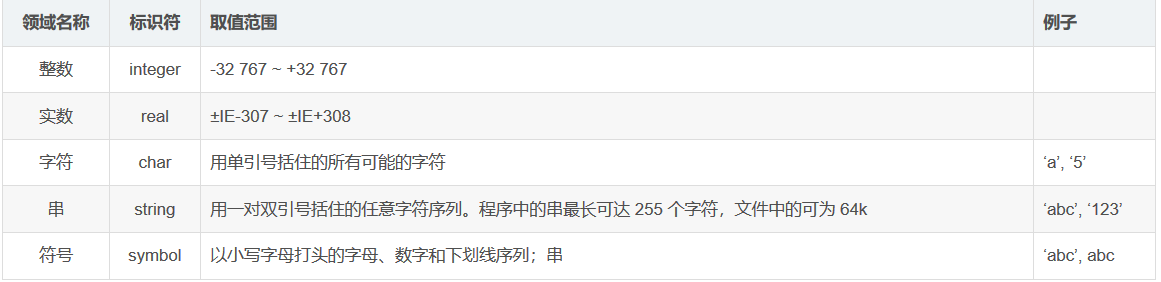 领域名称 标识符 取值范围 例子
整数 integer -32 767 ~ +32 767
实数 real ±IE-307 ~ ±IE+308
字符 char 用单引号括住的所有可能的字符 ‘a’, ‘5’
串 string 用一对双引号括住的任意字符序列。程序中的串最长可达 255 个字符，文件中的可为 64k ‘abc’, ‘123’
符号 symbol 以小写字母打头的字母、数字和下划线序列；串 ‘abc’, abc